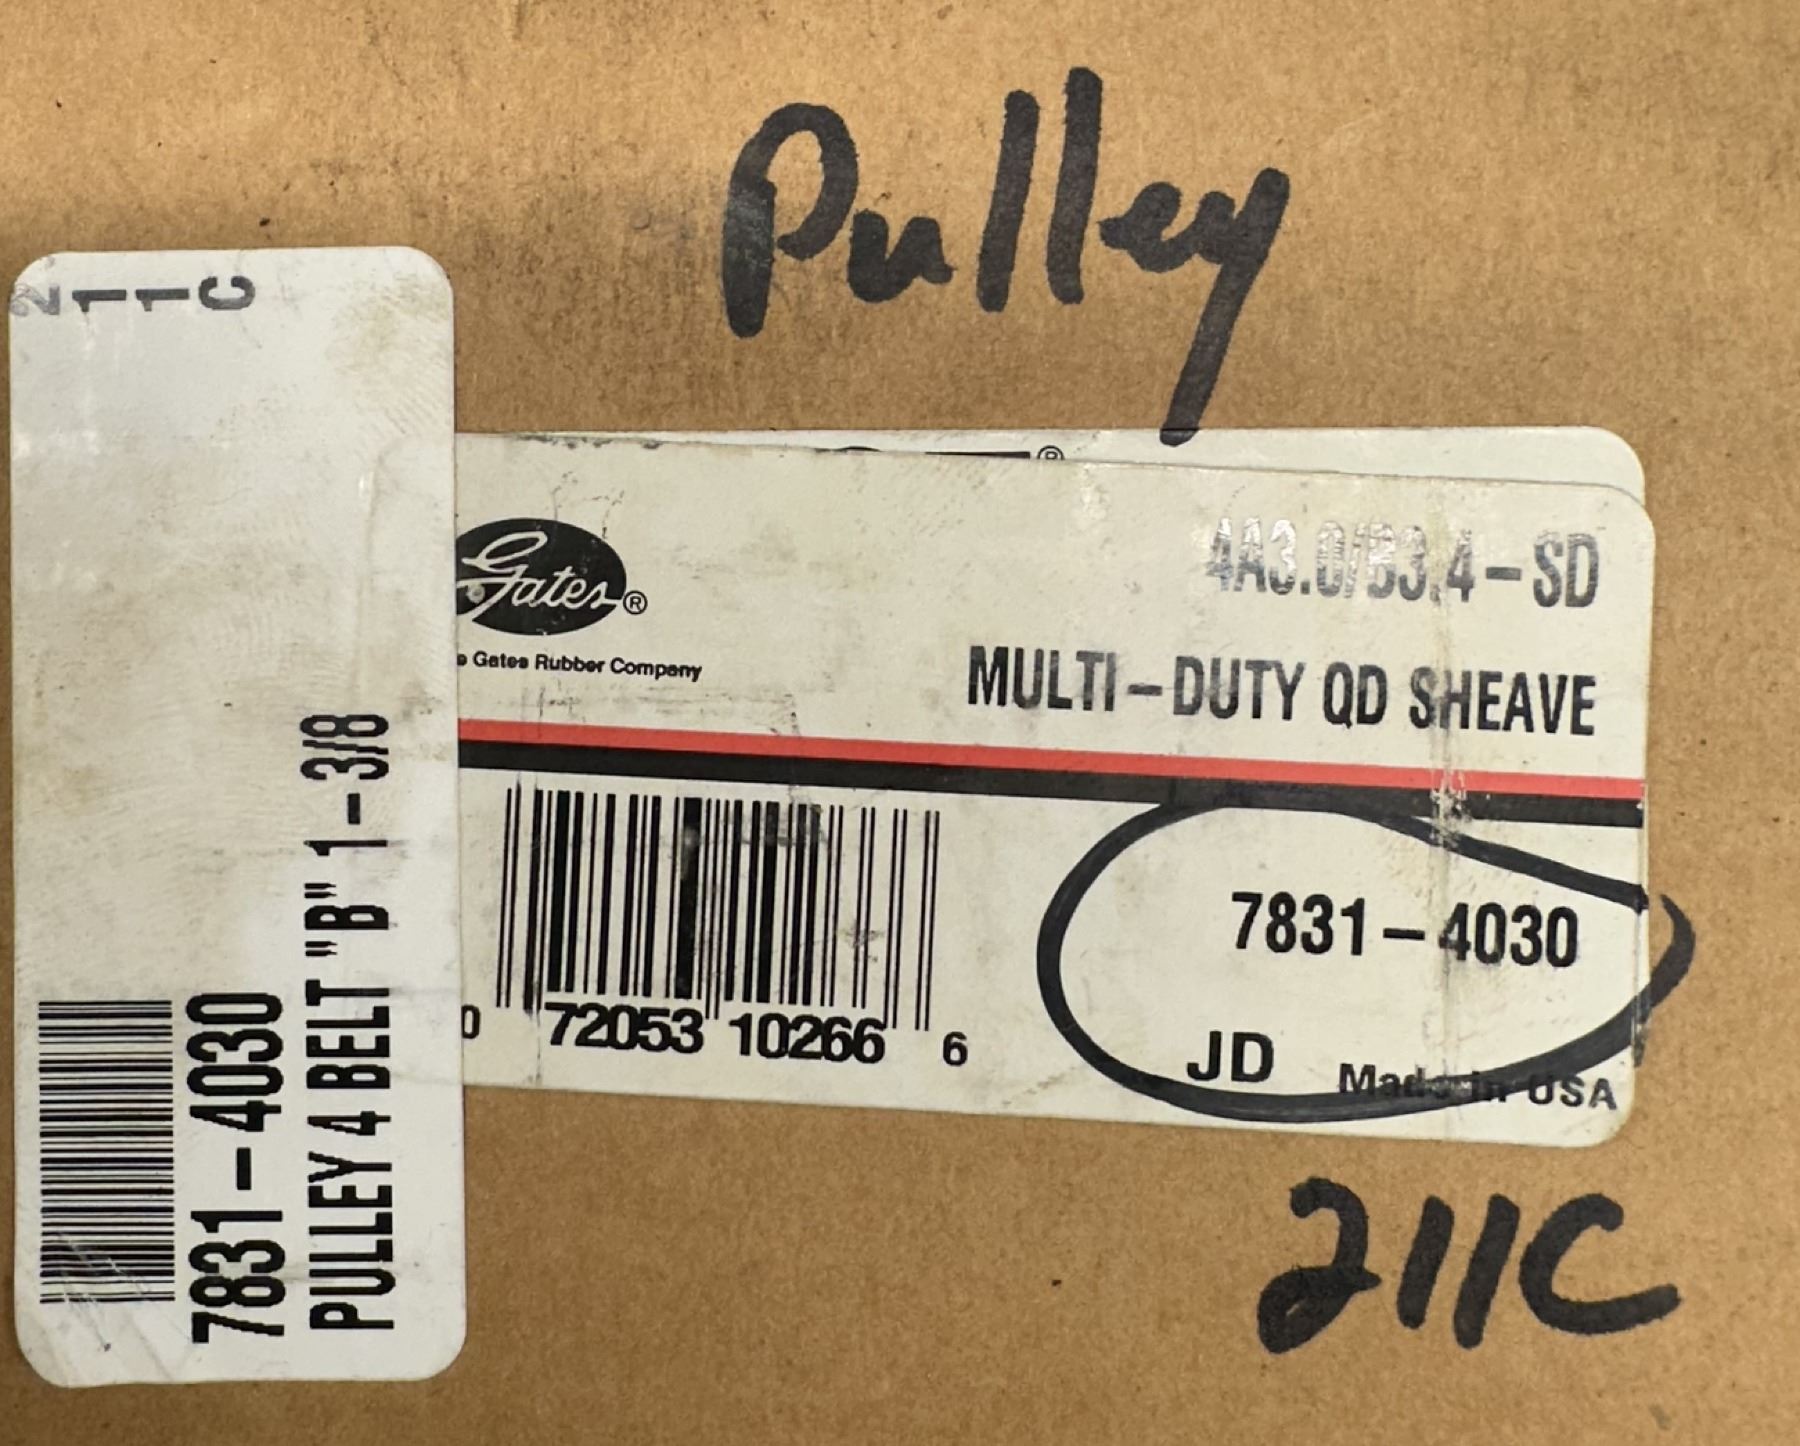 Pulley
211C
7831-4030
PULLEY 4 BELT "B" 1-3/8
®
Gates®
Gates Rubber Company
4A3.0/B3.4-SD
MULTI-DUTY QD SHEAVE
0 72053 10266 6
7831-4030
JD
Made in USA
211C